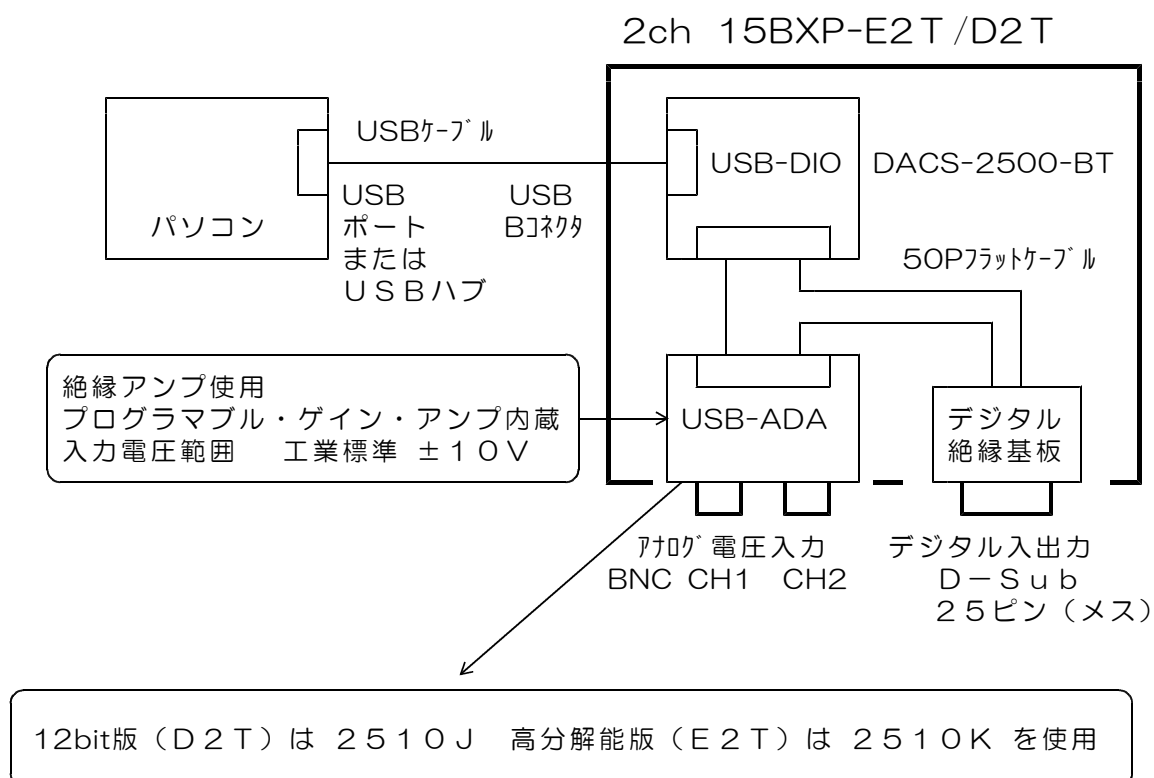 2ch 15BXP-E2T/D2T
USBｹｰﾌﾞﾙ
USB-DIO
DACS-2500-BT
パソコン
USB
ポート
または
ＵＳＢハブ
USB
Bｺﾈｸﾀ
50Pﾌﾗｯﾄｹｰﾌﾞﾙ
絶縁アンプ使用
プログラマブル・ゲイン・アンプ内蔵
入力電圧範囲　工業標準 ±１０Ｖ
USB-ADA
デジタル
絶縁基板
ｱﾅﾛｸﾞ電圧入力
BNC CH1 CH2
デジタル入出力
Ｄ－Ｓｕｂ
２５ピン（メス）
12bit版（Ｄ２Ｔ）は ２５１０Ｊ　高分解能版（Ｅ２Ｔ）は ２５１０Ｋ を使用